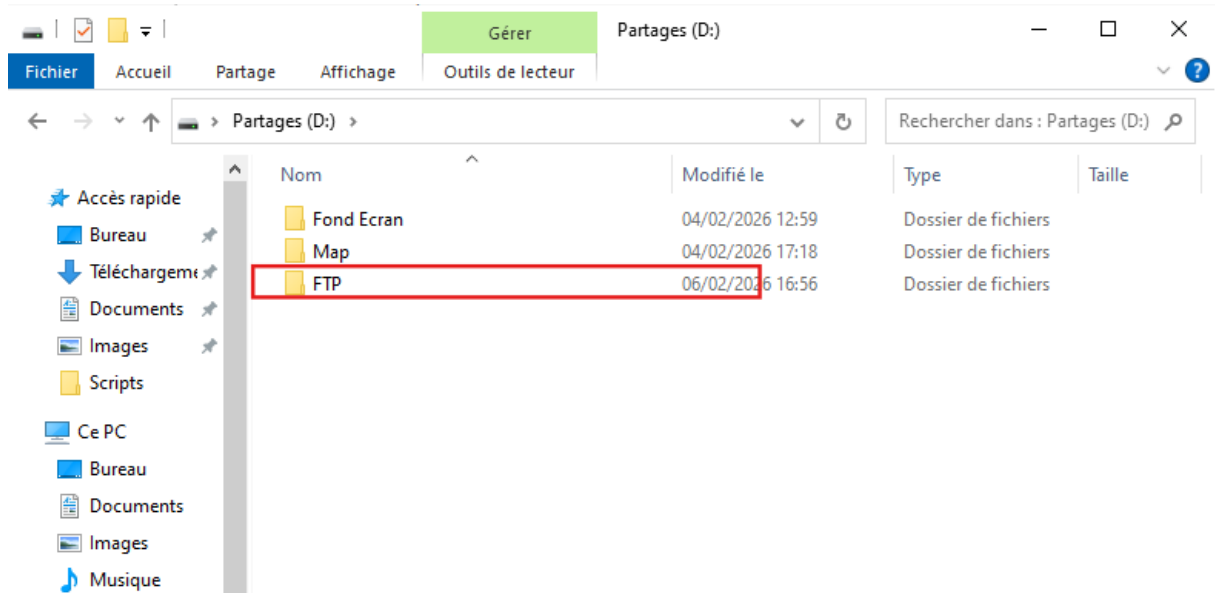 Gérer
Partages (D:)
Fichier
Accueil
Partage
Affichage
Outils de lecteur
Partages (D:)
Rechercher dans : Partages (D:)
Nom
Modifié le
Type
Taille
Accès rapide
Bureau
Téléchargeme
Documents
Images
Scripts
Ce PC
Bureau
Documents
Images
Musique
Fond Ecran 04/02/2026 12:59 Dossier de fichiers
Map 04/02/2026 17:18 Dossier de fichiers
FTP 06/02/2026 16:56 Dossier de fichiers